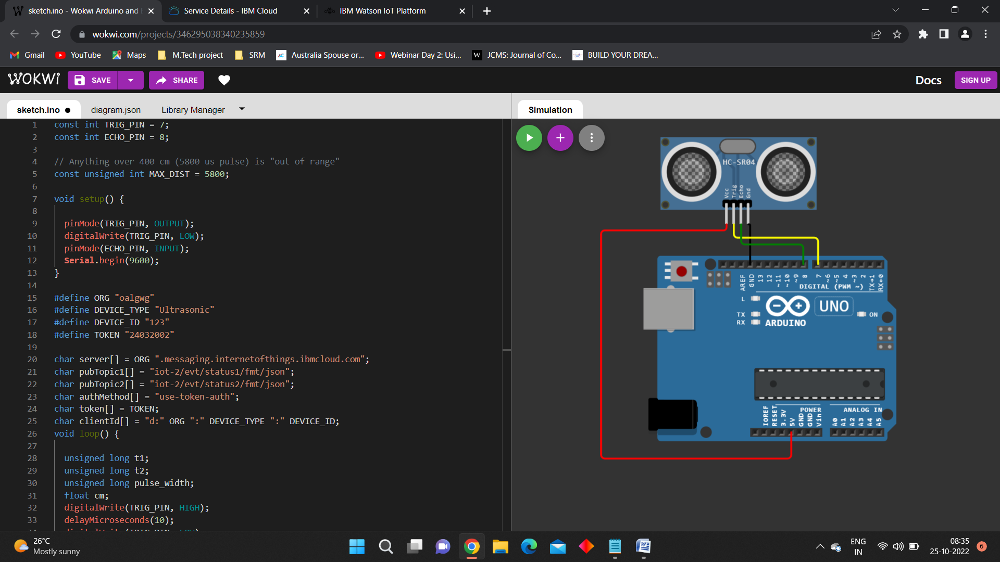 sketch.ino - Wokwi Arduino and
Service Details - IBM Cloud
IBM Watson IoT Platform
wokwi.com/projects/346295038340235859
Gmail
YouTube
Maps
M.Tech project
SRM
Australia Spouse or...
Webinar Day 2: Usi...
W JCMS: Journal of Co...
BUILD YOUR DREA...
WOKWi
SAVE
SHARE
Docs
SIGN UP
sketch.ino
diagram.json
Library Manager
Simulation
1 const int TRIG_PIN = 7;
2 const int ECHO_PIN = 8;
3
4 // Anything over 400 cm (5800 us pulse) is "out of range"
5 const unsigned int MAX_DIST = 5800;
6
7 void setup() {
8
9 pinMode(TRIG_PIN, OUTPUT);
10 digitalWrite(TRIG_PIN, LOW);
11 pinMode(ECHO_PIN, INPUT);
12 Serial.begin(9600);
13 }
14
15 #define ORG "oalgwg"
16 #define DEVICE_TYPE "Ultrasonic"
17 #define DEVICE_ID "123"
18 #define TOKEN "24032002"
19
20 char server[] = ORG ".messaging.internetofthings.ibmcloud.com";
21 char pubTopic1[] = "iot-2/evt/status1/fmt/json";
22 char pubTopic2[] = "iot-2/evt/status2/fmt/json";
23 char authMethod[] = "use-token-auth";
24 char token[] = TOKEN;
25 char clientId[] = "d:" ORG ":" DEVICE_TYPE ":" DEVICE_ID;
26 void loop() {
27
28 unsigned long t1;
29 unsigned long t2;
30 unsigned long pulse_width;
31 float cm;
32 digitalWrite(TRIG_PIN, HIGH);
33 delayMicroseconds(10);
HC-SR04
Vcc
Trig
Echo
Gnd
AREF
GND
13
12
~11
~10
~9
8
7
~6
~5
4
~3
2
TX→1
RX←0
DIGITAL (PWM ~)
L
TX
RX
UNO
ON
ARDUINO
POWER
ANALOG IN
IOREF
RESET
3.3V
5V
GND
GND
Vin
A0
A1
A2
A3
A4
A5
26°C
Mostly sunny
ENG
IN
08:35
25-10-2022
6